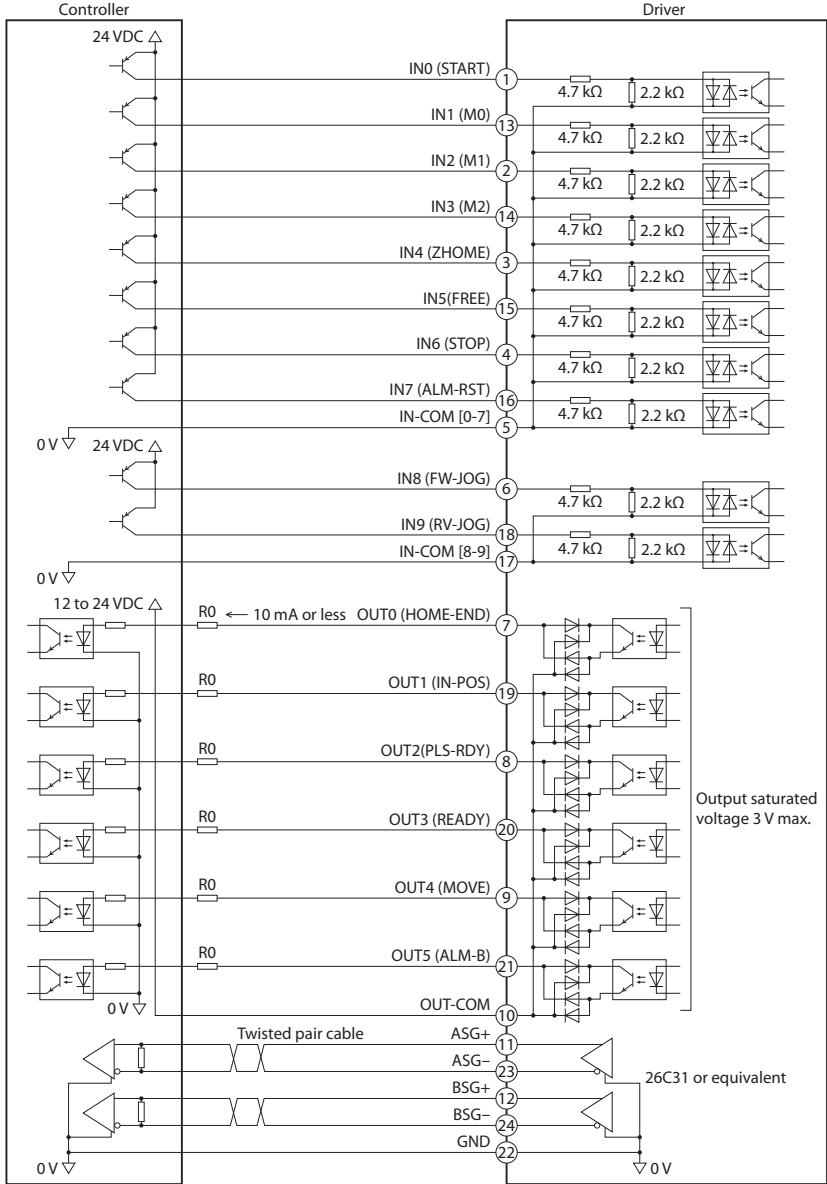 Controller
Driver
24 VDC
IN0 (START)
1
4.7 kΩ
2.2 kΩ
IN1 (M0)
13
4.7 kΩ
2.2 kΩ
IN2 (M1)
2
4.7 kΩ
2.2 kΩ
IN3 (M2)
14
4.7 kΩ
2.2 kΩ
IN4 (ZHOME)
3
4.7 kΩ
2.2 kΩ
IN5(FREE)
15
4.7 kΩ
2.2 kΩ
IN6 (STOP)
4
4.7 kΩ
2.2 kΩ
IN7 (ALM-RST)
16
4.7 kΩ
2.2 kΩ
IN-COM [0-7]
5
0 V
24 VDC
IN8 (FW-JOG)
6
4.7 kΩ
2.2 kΩ
IN9 (RV-JOG)
18
4.7 kΩ
2.2 kΩ
IN-COM [8-9]
17
0 V
12 to 24 VDC
R0
10 mA or less
OUT0 (HOME-END)
7
R0
OUT1 (IN-POS)
19
R0
OUT2(PLS-RDY)
8
Output saturated
voltage 3 V max.
R0
OUT3 (READY)
20
R0
OUT4 (MOVE)
9
R0
OUT5 (ALM-B)
21
0 V
OUT-COM
10
Twisted pair cable
ASG+
11
ASG–
23
26C31 or equivalent
BSG+
12
BSG–
24
GND
22
0 V
0 V